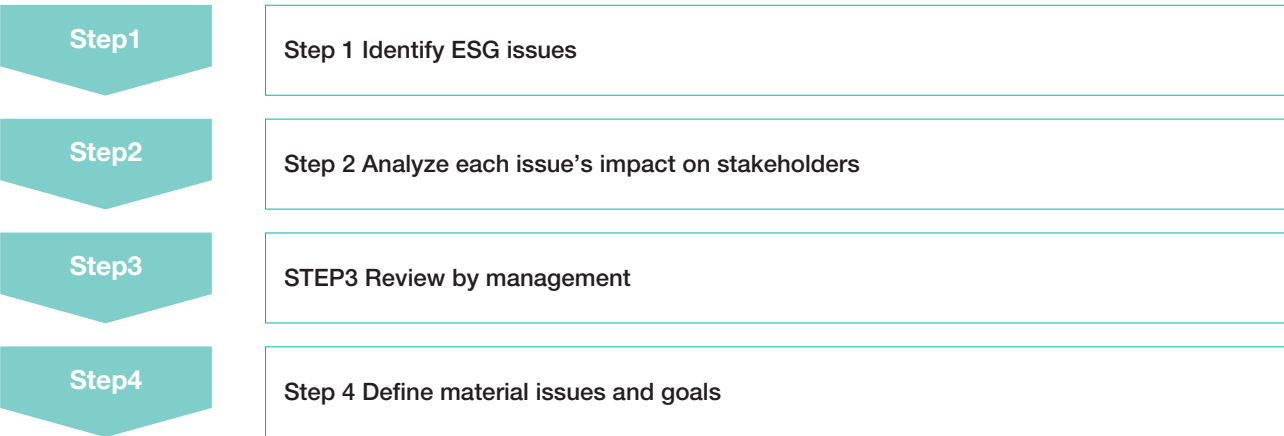 Step1
Step 1 Identify ESG issues
Step2
Step 2 Analyze each issue’s impact on stakeholders
Step3
STEP3 Review by management
Step4
Step 4 Define material issues and goals